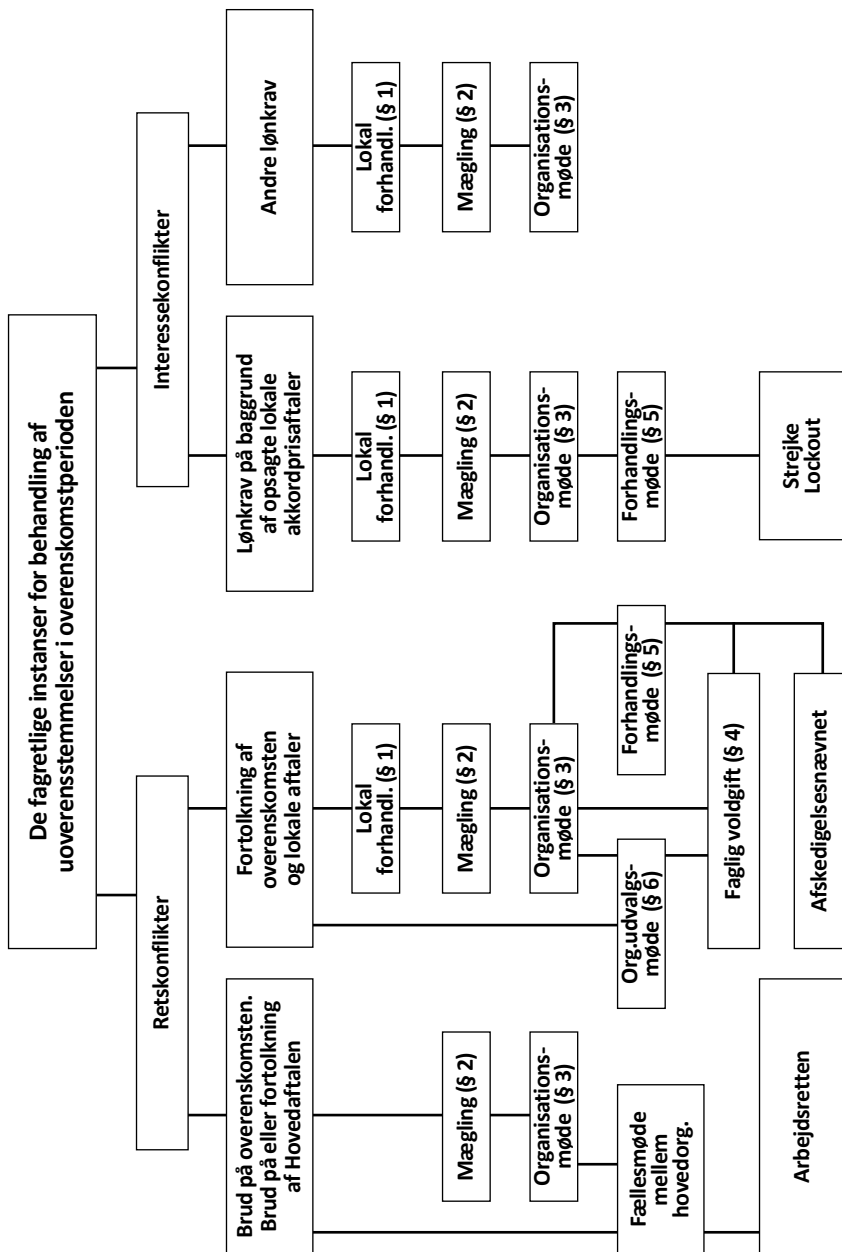 De fagretlige instanser for behandling af
uoverensstemmelser i overenskomstperioden
Retskonflikter
Interessekonflikter
Brud på overenskomsten.
Brud på eller fortolkning
af Hovedaftalen
Fortolkning af
overenskomsten
og lokale aftaler
Lønkrav på baggrund
af opsagte lokale
akkordprisaftaler
Andre lønkrav
Lokal
forhandl. (§ 1)
Lokal
forhandl. (§ 1)
Lokal
forhandl. (§ 1)
Mægling (§ 2)
Mægling (§ 2)
Mægling (§ 2)
Mægling (§ 2)
Organisations-
møde (§ 3)
Organisations-
møde (§ 3)
Organisations-
møde (§ 3)
Organisations-
møde (§ 3)
Fællesmøde
mellem
hovedorg.
Org.udvalgs-
møde (§ 6)
Forhandlings-
møde (§ 5)
Forhandlings-
møde (§ 5)
Faglig voldgift (§ 4)
Arbejdsretten
Afskedigelsesnævnet
Strejke
Lockout